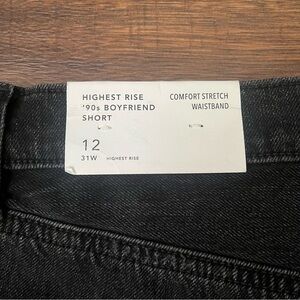 HIGHEST RISE
'90s BOYFRIEND
SHORT
COMFORT STRETCH
WAISTBAND
12
31W HIGHEST RISE